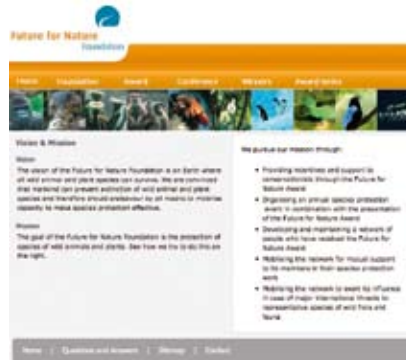 Future for Nature
foundation
Home Foundation Award Conference Winners Award series
Vision & Mission
Vision
The vision of the Future for Nature Foundation is an Earth where
all wild animal and plant species can survive. We are convinced
that mankind can prevent extinction of wild animal and plant
species and therefore should endeavour by all means to mobilise
capacity to make species protection effective.
Mission
The goal of the Future for Nature Foundation is the protection of
species of wild animals and plants. See how we try to do this on
the right.
We pursue our mission through:
• Providing incentives and support to
conservationists through the Future for
Nature Award
• Organising an annual species protection
event in combination with the presentation
of the Future for Nature Award
• Developing and maintaining a network of
people who have received the Future for
Nature Award
• Mobilising the network for mutual support
to its members in their species protection
work
• Mobilising the network to exert its influence
in case of major international threats to
representative species of wild flora and
fauna
Home | Questions and Answers | Sitemap | Contact